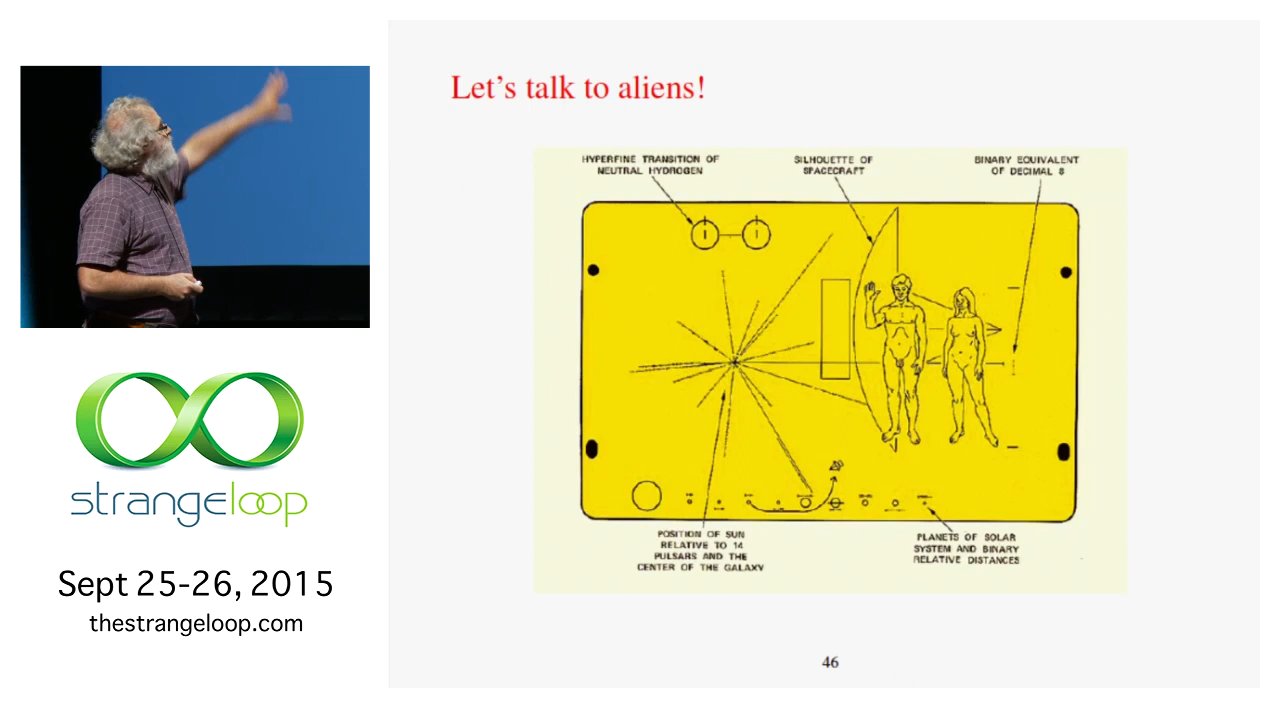 Let's talk to aliens!
HYPERFINE TRANSITION OF
NEUTRAL HYDROGEN
SILHOUETTE OF
SPACECRAFT
BINARY EQUIVALENT
OF DECIMAL 8
POSITION OF SUN
RELATIVE TO 14
PULSARS AND THE
CENTER OF THE GALAXY
PLANETS OF SOLAR
SYSTEM AND BINARY
RELATIVE DISTANCES
46
strangeloop
Sept 25-26, 2015
thestrangeloop.com